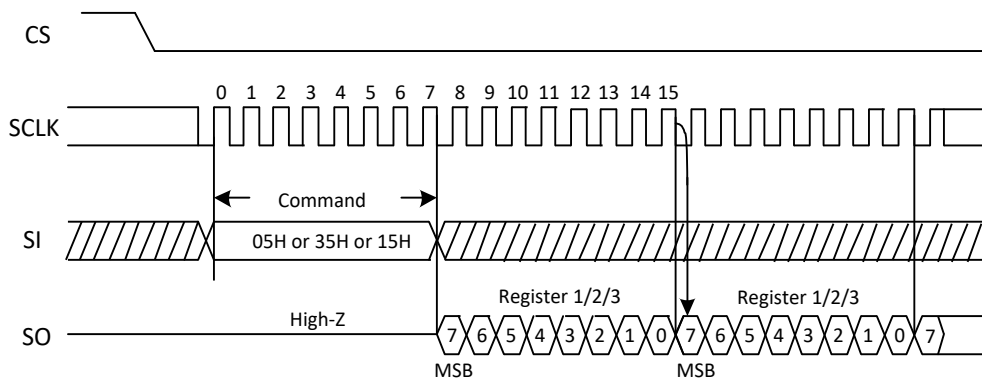 CS
0 1 2 3 4 5 6 7 8 9 10 11 12 13 14 15
SCLK
Command
SI
05H or 35H or 15H
Register 1/2/3 Register 1/2/3
High-Z
SO
7 6 5 4 3 2 1 0 7 6 5 4 3 2 1 0 7
MSB MSB